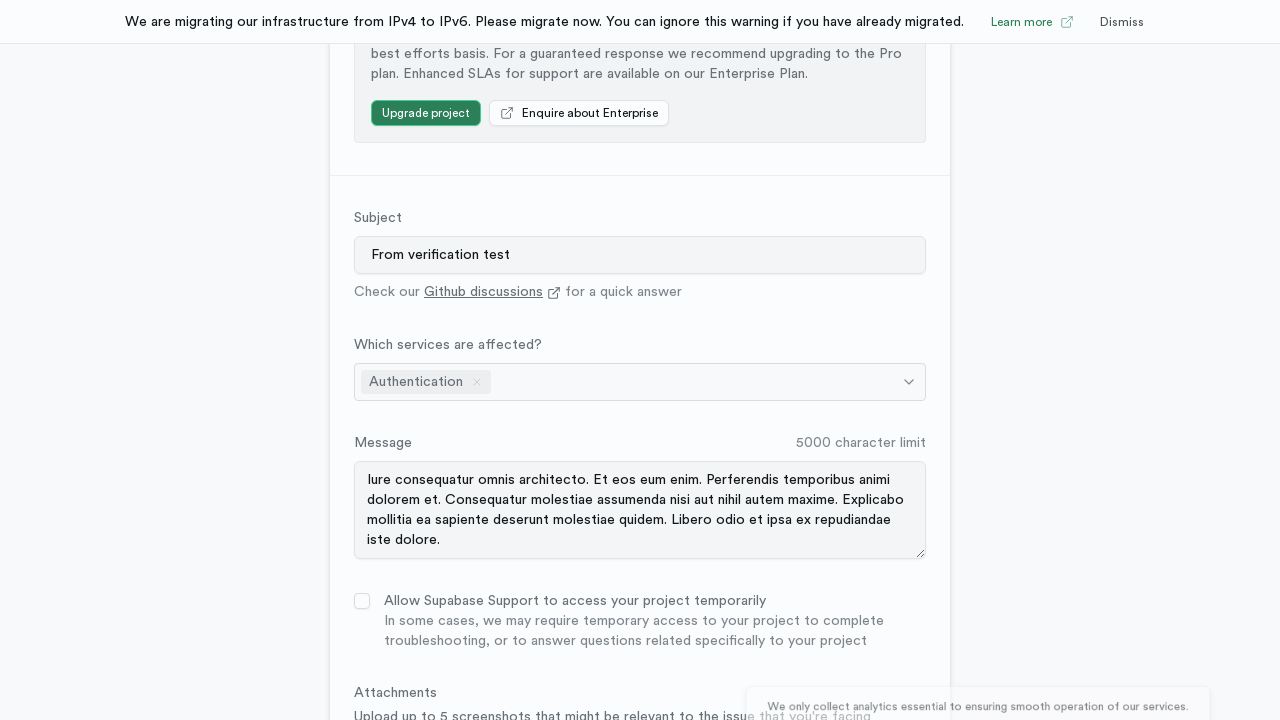 We are migrating our infrastructure from IPv4 to IPv6. Please migrate now. You can ignore this warning if you have already migrated. Learn more Dismiss
best efforts basis. For a guaranteed response we recommend upgrading to the Pro
plan. Enhanced SLAs for support are available on our Enterprise Plan.
Upgrade project Enquire about Enterprise
Subject
From verification test
Check our Github discussions for a quick answer
Which services are affected?
Authentication
Message 5000 character limit
Iure consequatur omnis architecto. Et eos eum enim. Perferendis temporibus animi
dolorem et. Consequatur molestiae assumenda nisi aut nihil autem maxime. Explicabo
mollitia ea sapiente deserunt molestiae quidem. Libero odio et ipsa ex repudiandae
iste dolore.
Allow Supabase Support to access your project temporarily
In some cases, we may require temporary access to your project to complete
troubleshooting, or to answer questions related specifically to your project
Attachments
We only collect analytics essential to ensuring smooth operation of our services.
Upload up to 5 screenshots that might be relevant to the issue that you're facing